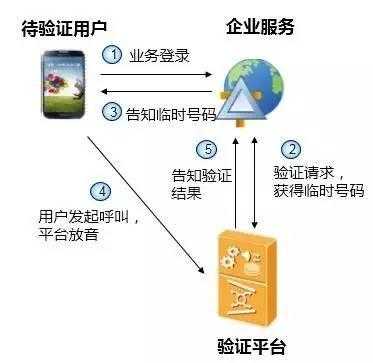 待验证用户
企业服务
1 业务登录
3 告知临时号码
5
告知验证
结果
2
验证请求，
获得临时号码
4
用户发起呼叫，
平台放音
验证平台